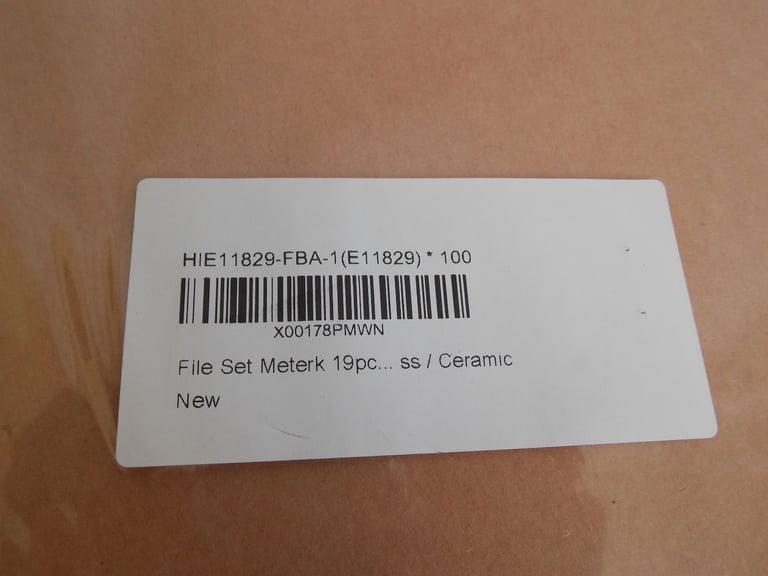 HIE11829-FBA-1(E11829) * 100
X00178PMWN
File Set Meterk 19pc... ss / Ceramic
New